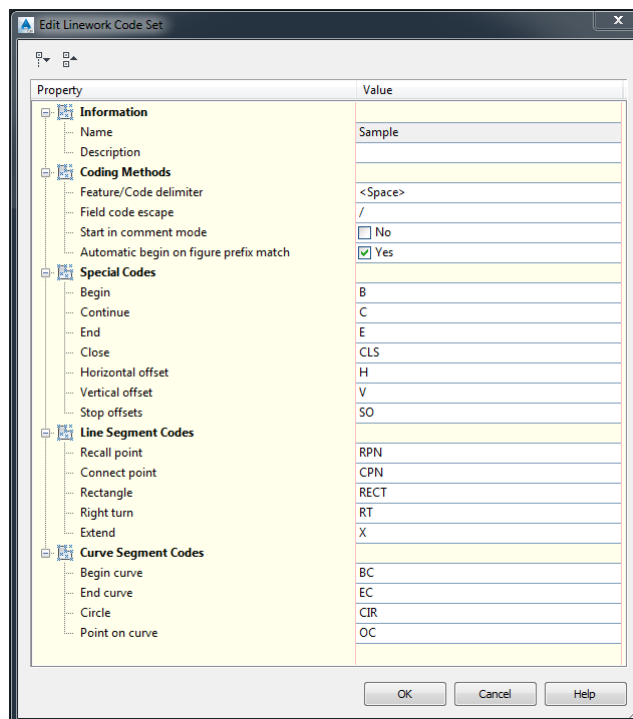 Edit Linework Code Set
Property Value
Information
Name Sample
Description
Coding Methods
Feature/Code delimiter <Space>
Field code escape /
Start in comment mode No
Automatic begin on figure prefix match Yes
Special Codes
Begin B
Continue C
End E
Close CLS
Horizontal offset H
Vertical offset V
Stop offsets SO
Line Segment Codes
Recall point RPN
Connect point CPN
Rectangle RECT
Right turn RT
Extend X
Curve Segment Codes
Begin curve BC
End curve EC
Circle CIR
Point on curve OC
OK Cancel Help